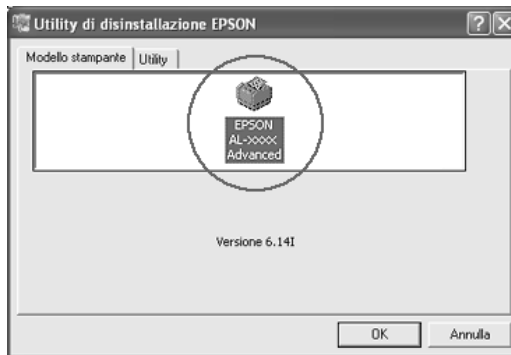 Utility di disinstallazione EPSON
Modello stampante
Utility
EPSON
AL-xxxx
Advanced
Versione 6.14I
OK
Annulla